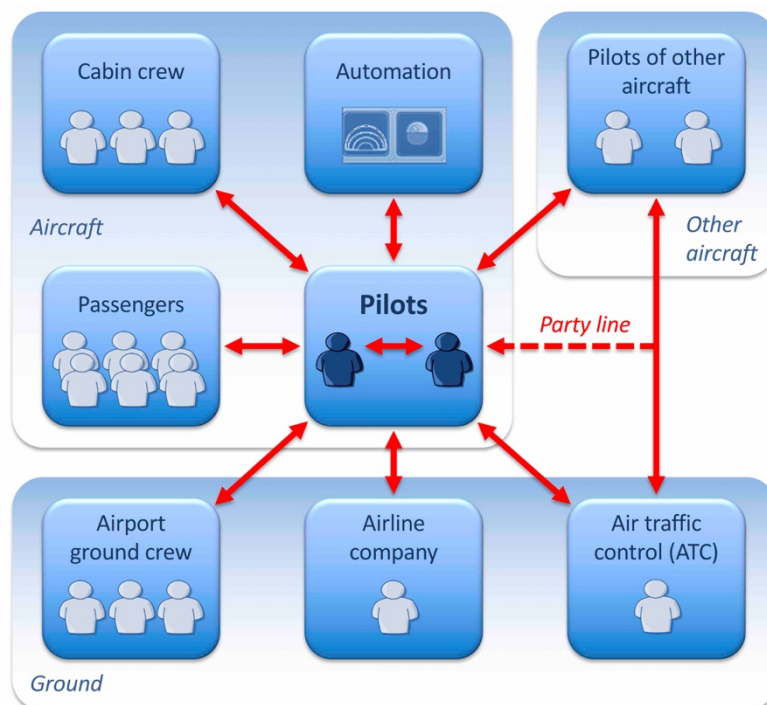 Cabin crew
Automation
Pilots of other
aircraft
Aircraft
Other
aircraft
Passengers
Pilots
Party line
Airport
ground crew
Airline
company
Air traffic
control (ATC)
Ground